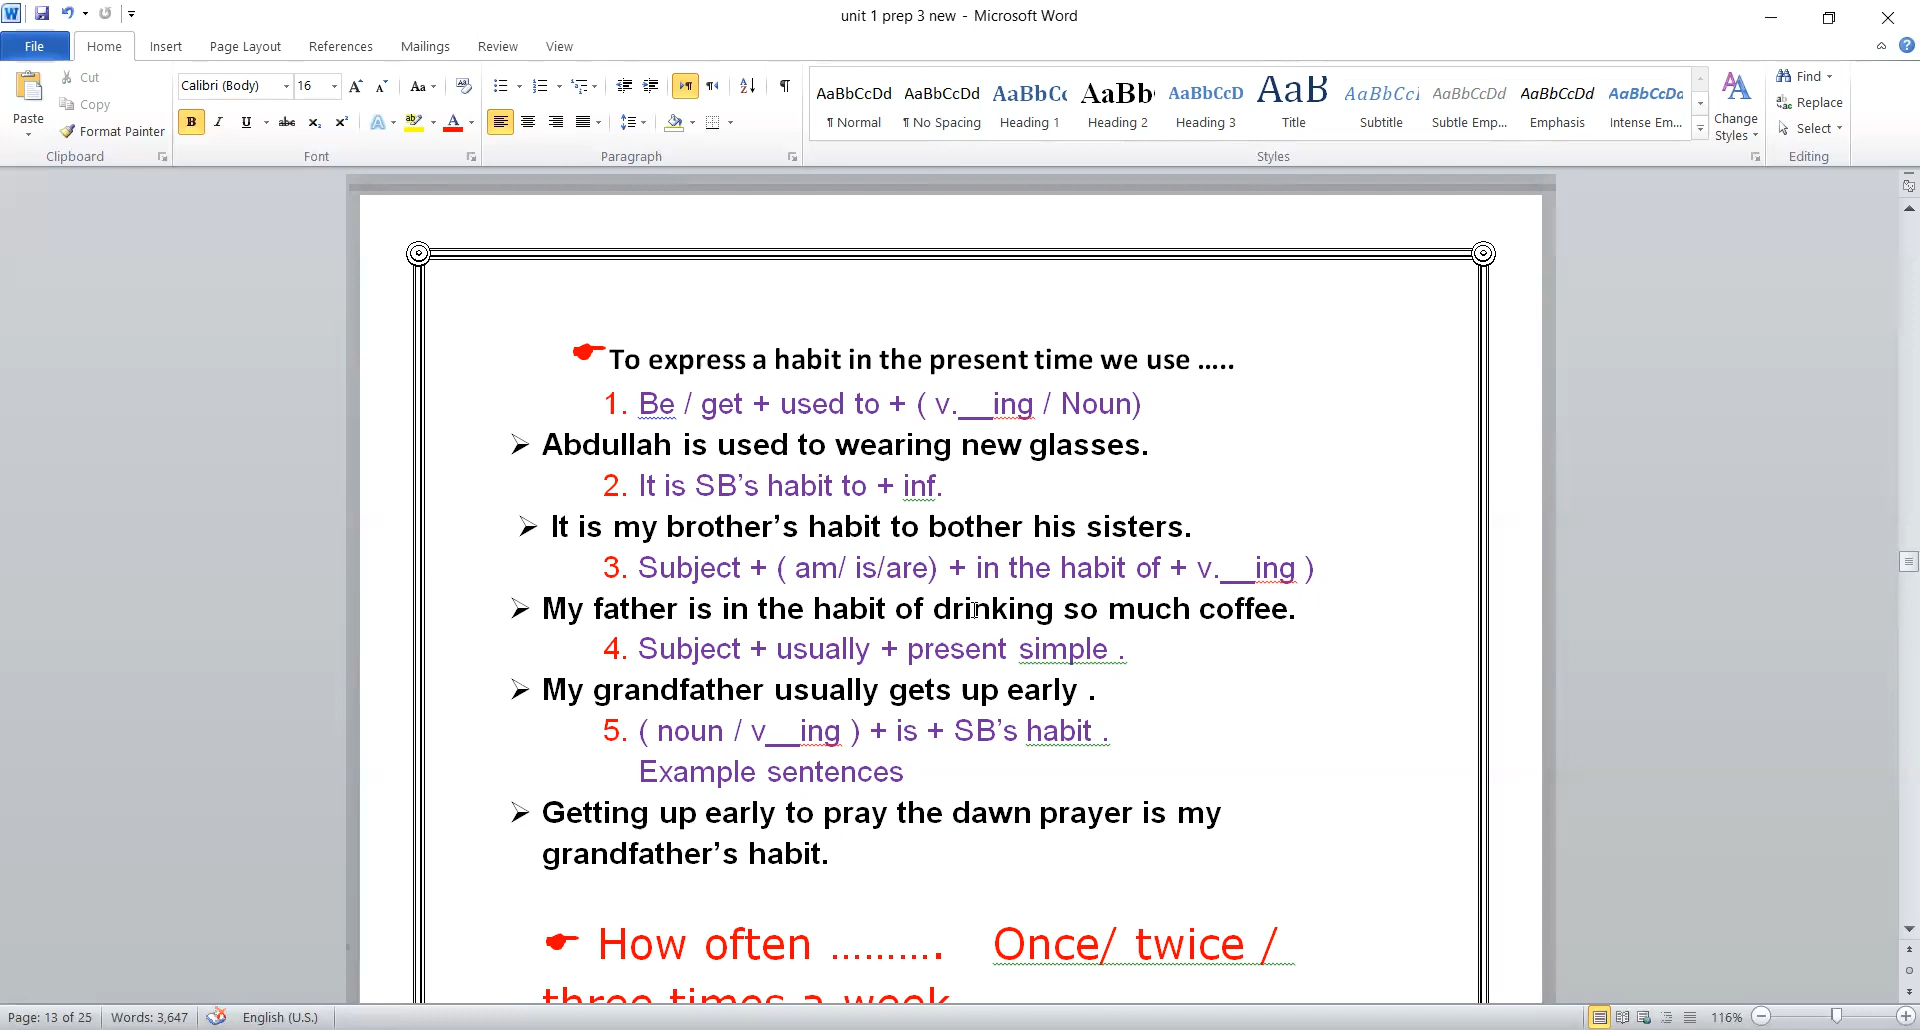 unit 1 prep 3 new - Microsoft Word
File Home Insert Page Layout References Mailings Review View
Paste
Cut
Copy
Format Painter
Clipboard
Calibri (Body) 16
Font
Paragraph
AaBbCcDd AaBbCcDd AaBbCc AaBb AaBbCcD AaB AaBbCcI AaBbCcDd AaBbCcDd AaBbCcDd
¶ Normal ¶ No Spacing Heading 1 Heading 2 Heading 3 Title Subtitle Subtle Emp... Emphasis Intense Em...
Styles
Change Styles
Find
Replace
Select
Editing
To express a habit in the present time we use .....
1. Be / get + used to + ( v.__ing / Noun)
➢ Abdullah is used to wearing new glasses.
2. It is SB’s habit to + inf.
➢ It is my brother’s habit to bother his sisters.
3. Subject + ( am/ is/are) + in the habit of + v.__ing )
➢ My father is in the habit of drinking so much coffee.
4. Subject + usually + present simple .
➢ My grandfather usually gets up early .
5. ( noun / v__ing ) + is + SB’s habit .
Example sentences
➢ Getting up early to pray the dawn prayer is my
grandfather’s habit.
How often .......... Once/ twice /
three times a week
Page: 13 of 25 Words: 3,647 English (U.S.) 116%